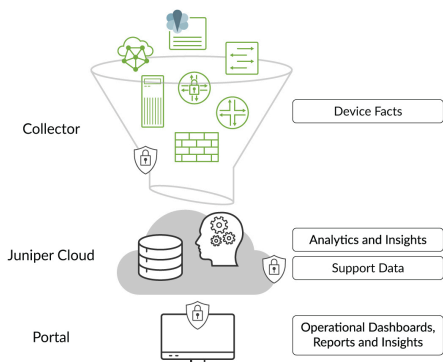 Collector
Device Facts
Juniper Cloud
Analytics and Insights
Support Data
Portal
Operational Dashboards,
Reports and Insights